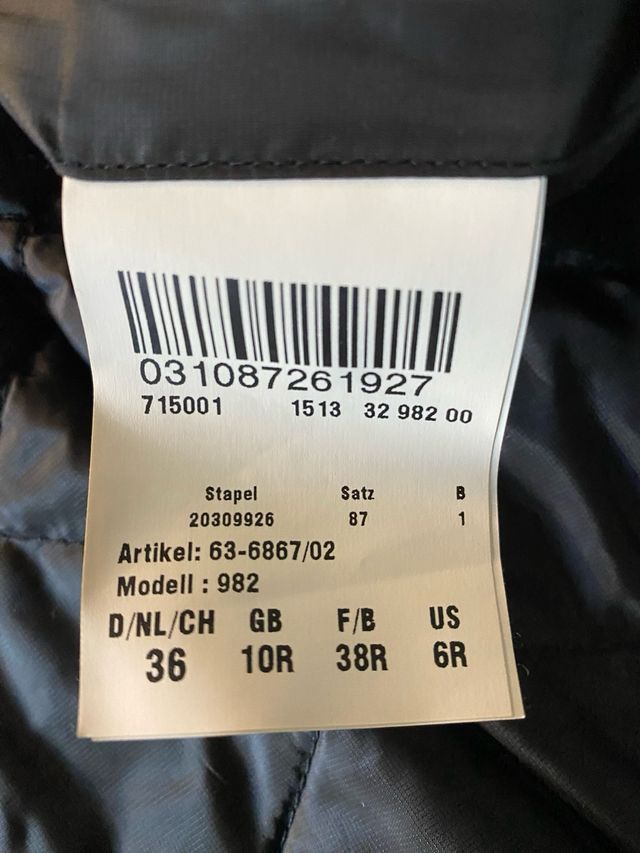 031087261927
715001 1513 32 982 00
Stapel Satz B
20309926 87 1
Artikel: 63-6867/02
Modell : 982
D/NL/CH GB F/B US
36 10R 38R 6R